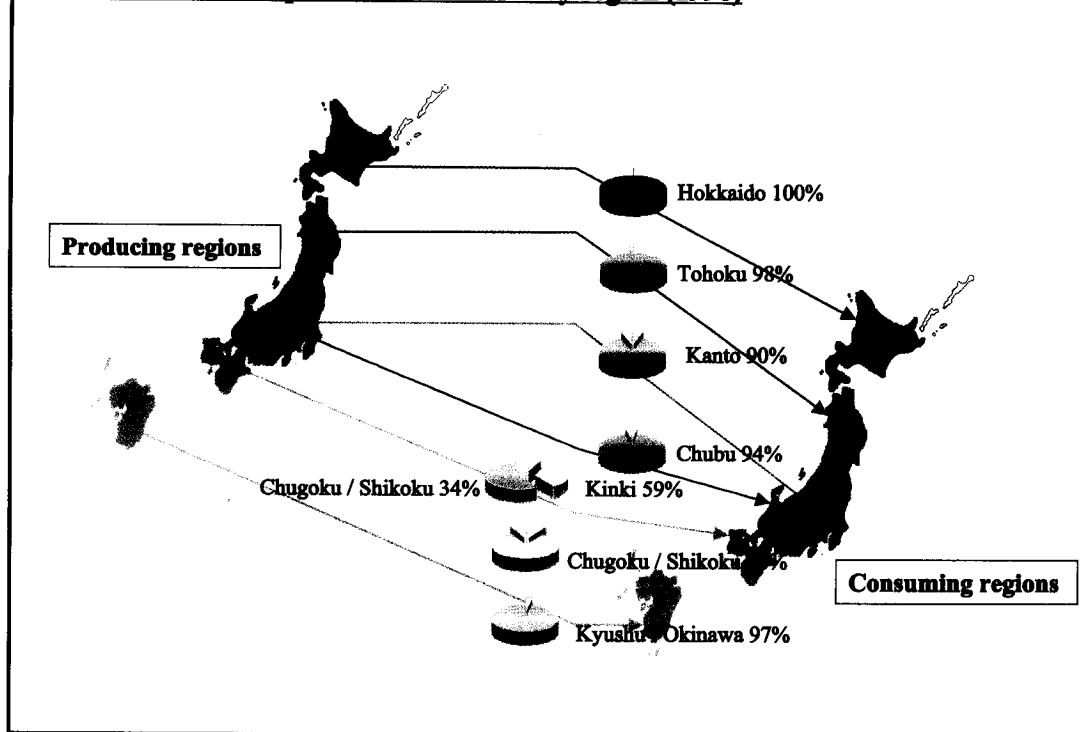 Hokkaido 100%
Producing regions
Tohoku 98%
Kanto 90%
Chubu 94%
Chugoku / Shikoku 34%
Kinki 59%
Chugoku / Shikoku
Consuming regions
Kyushu / Okinawa 97%